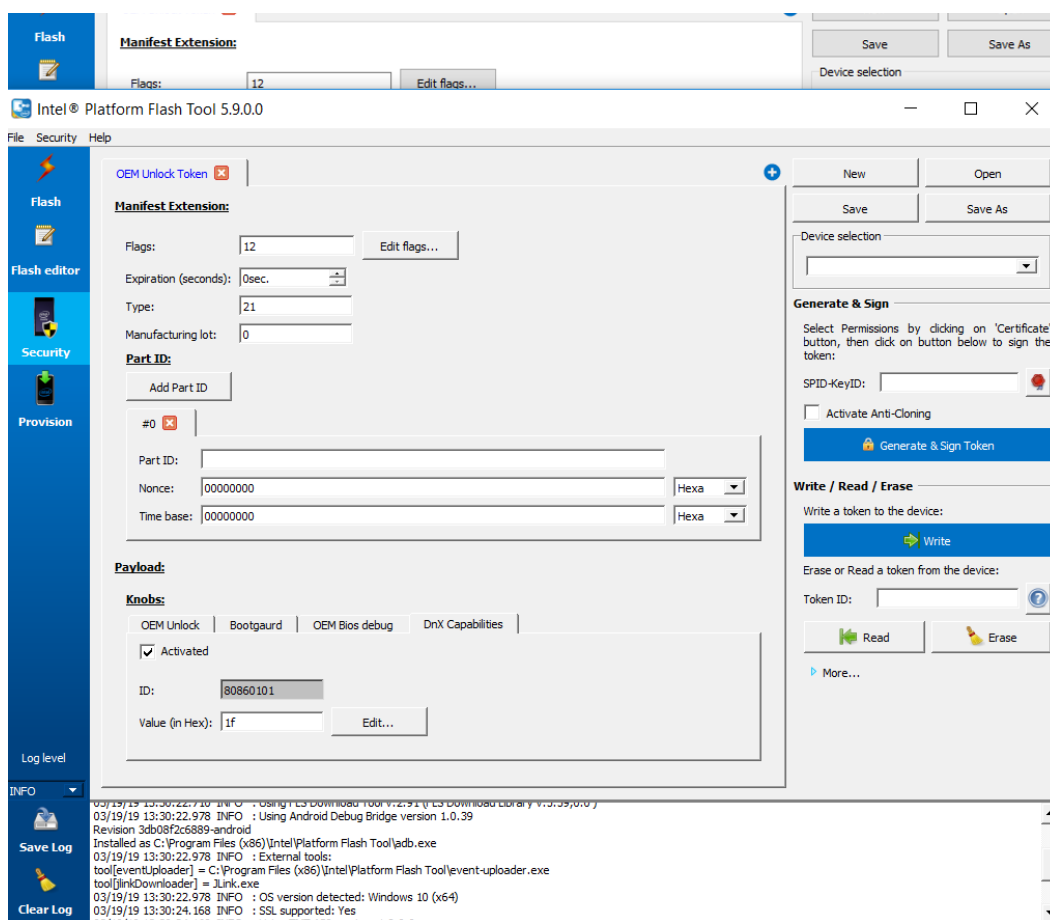 Flash
Manifest Extension:
Save
Save As
Device selection
Flags:
12
Edit flags...
Intel® Platform Flash Tool 5.9.0.0
File Security Help
Flash
Flash editor
Security
Provision
Log level
INFO
Save Log
Clear Log
OEM Unlock Token
Manifest Extension:
Flags:
12
Edit flags...
Expiration (seconds):
0sec.
Type:
21
Manufacturing lot:
0
Part ID:
Add Part ID
#0
Part ID:
Nonce:
00000000
Hexa
Time base:
00000000
Hexa
Payload:
Knobs:
OEM Unlock
Bootgaurd
OEM Bios debug
DnX Capabilities
Activated
ID:
80860101
Value (in Hex):
1f
Edit...
New
Open
Save
Save As
Device selection
Generate & Sign
Select Permissions by clicking on 'Certificate'
button, then click on button below to sign the
token:
SPID-KeyID:
Activate Anti-Cloning
Generate & Sign Token
Write / Read / Erase
Write a token to the device:
Write
Erase or Read a token from the device:
Token ID:
Read
Erase
More...
03/19/19 13:30:22.978 INFO : Using Android Debug Bridge version 1.0.39
Revision 3db08f2c6889-android
Installed as C:\Program Files (x86)\Intel\Platform Flash Tool\adb.exe
03/19/19 13:30:22.978 INFO : External tools:
tool[eventUploader] = C:\Program Files (x86)\Intel\Platform Flash Tool\event-uploader.exe
tool[jlinkDownloader] = JLink.exe
03/19/19 13:30:22.978 INFO : OS version detected: Windows 10 (x64)
03/19/19 13:30:24.168 INFO : SSL supported: Yes